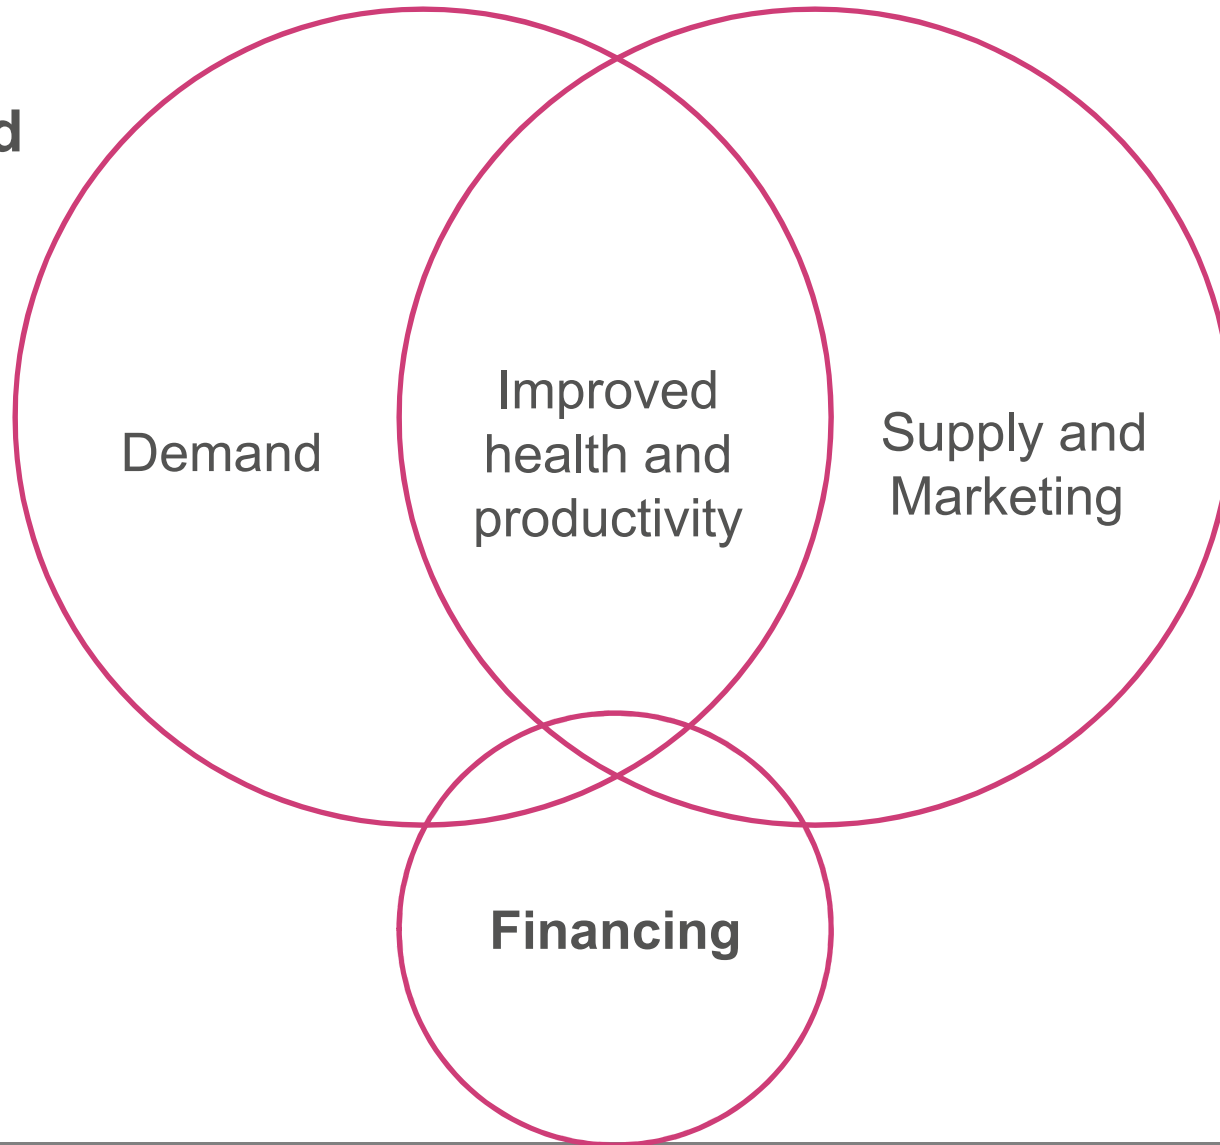 Demand
Improved
health and
productivity
Supply and
Marketing
Financing